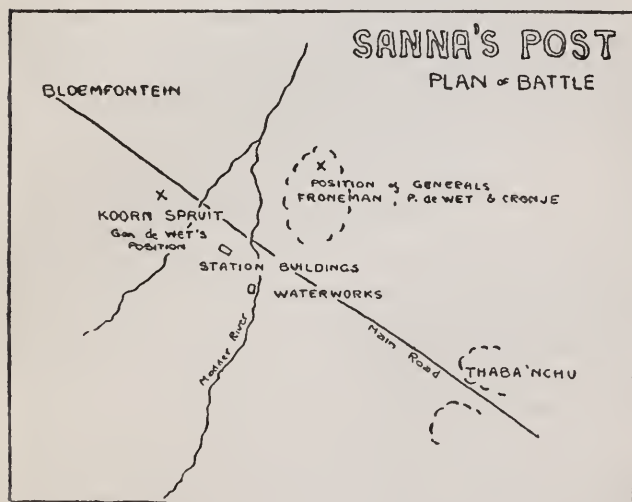 SANNA'S POST
PLAN of BATTLE
BLOEMFONTEIN
X
POSITION of GENERALS
FRONEMAN, P. de WET & CRONJE
X
KOORN SPRUIT
Gen de WET'S
POSITION
STATION BUILDINGS
WATERWORKS
Modder River
Main Road
THABA'NCHU